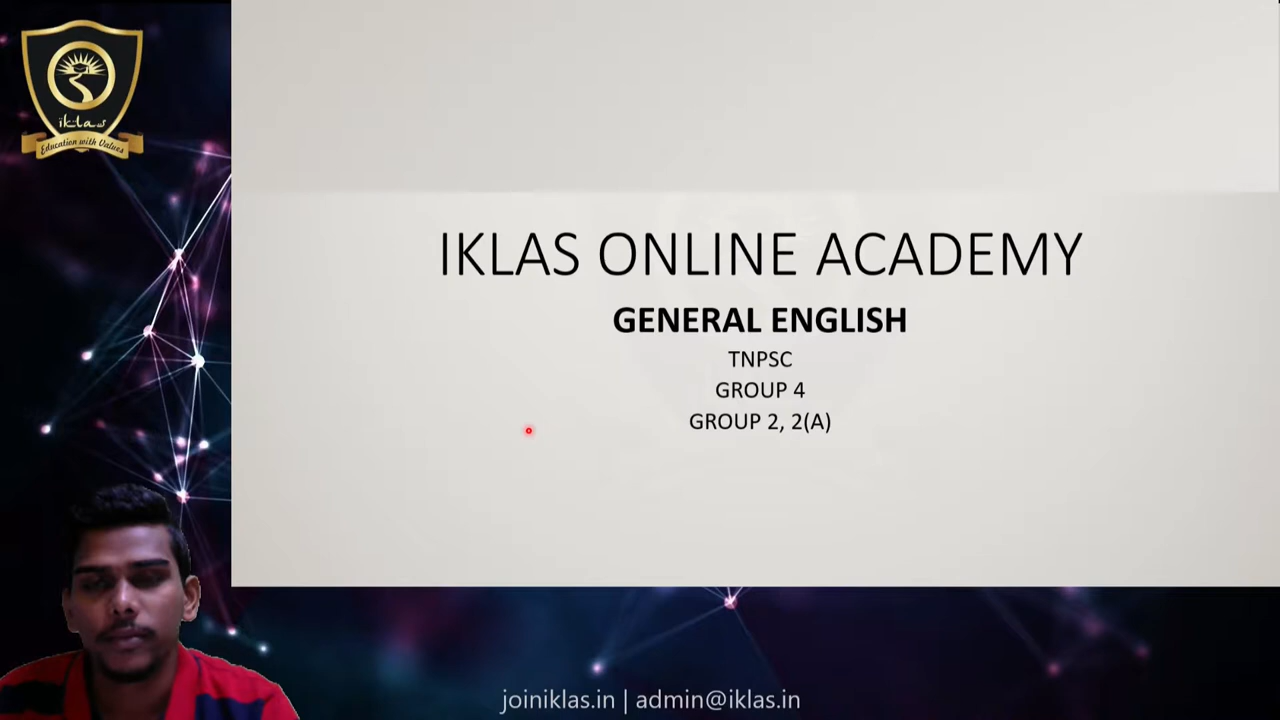 iklas
Education with Values
IKLAS ONLINE ACADEMY
GENERAL ENGLISH
TNPSC
GROUP 4
GROUP 2, 2(A)
joiniklas.in | admin@iklas.in